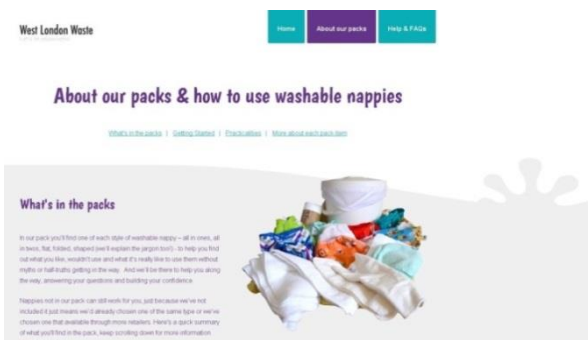 West London Waste
Home
About our packs
Help & FAQs
About our packs & how to use washable nappies
What's in the packs | Getting Started | Practicalities | More about each pack item
What's in the packs
In our pack you'll find one of each style of washable nappy – all in ones, all
in twos, flat, folded, shaped (we'll explain the jargon too!) - to help you find
out what you like, wouldn't use and what it's really like to use them without
myths or half-truths getting in the way. And we'll be there to help you along
the way, answering your questions and building your confidence
Nappies not in our pack can still work for you, just because we've not
included it just means we'd already chosen one of the same type or we've
chosen one that available through more retailers. Here's a quick summary
of what you'll find in the pack, keep scrolling down for more information